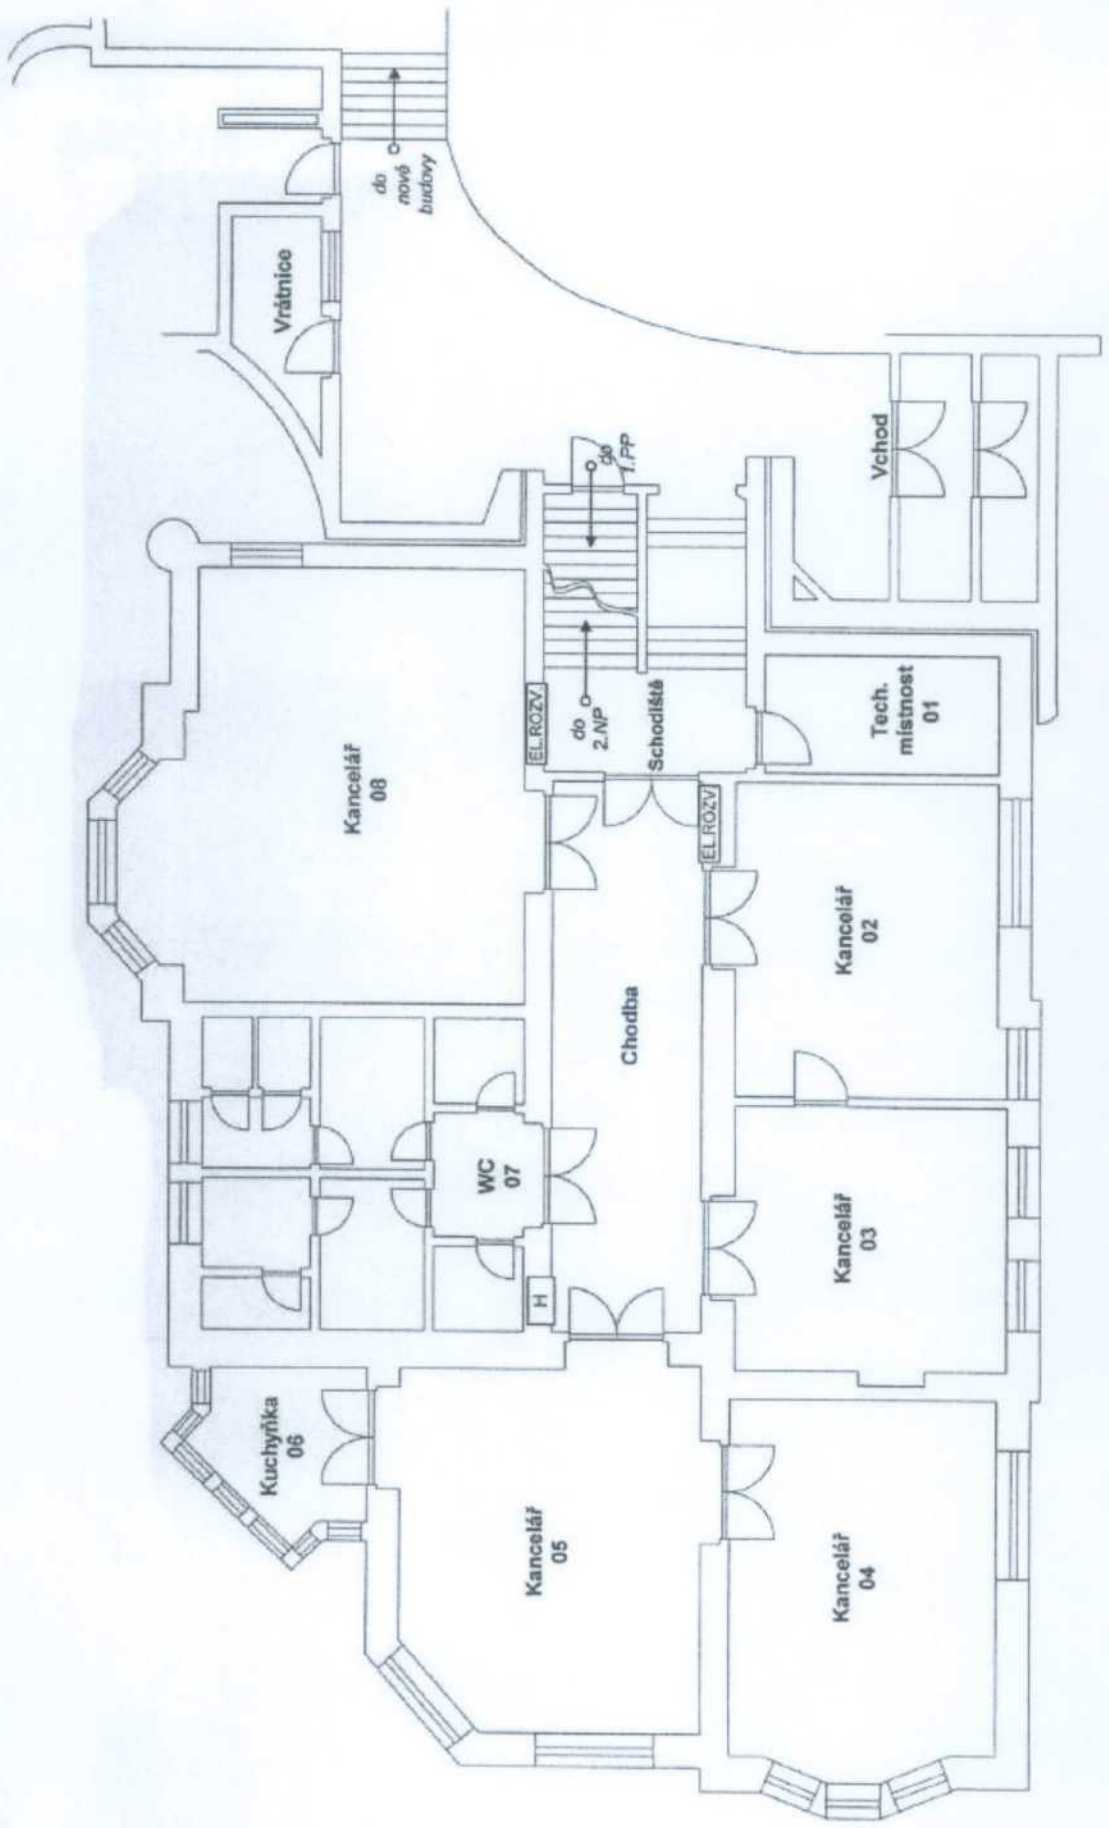 Kuchyňka
06
WC
07
Kancelář
08
Vrátnice
do
nové
budovy
H
EL.ROZV.
do
2.NP
do
1.PP
Kancelář
05
Chodba
Schodiště
EL.ROZV.
Vchod
Kancelář
04
Kancelář
03
Kancelář
02
Tech.
místnost
01